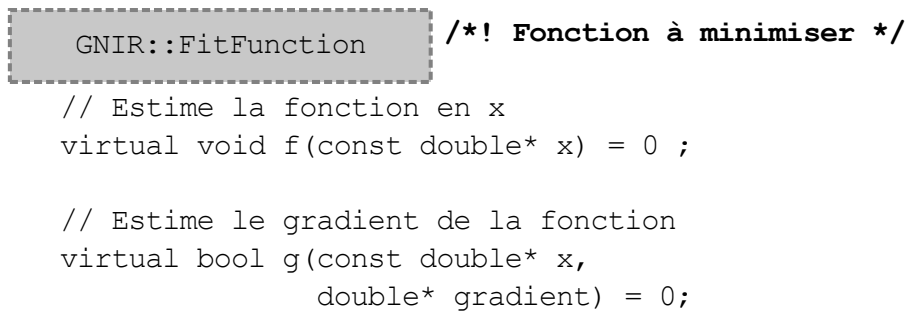 GNIR::FitFunction /*! Fonction à minimiser */
// Estime la fonction en x
virtual void f(const double* x) = 0 ;
// Estime le gradient de la fonction
virtual bool g(const double* x,
double* gradient) = 0;